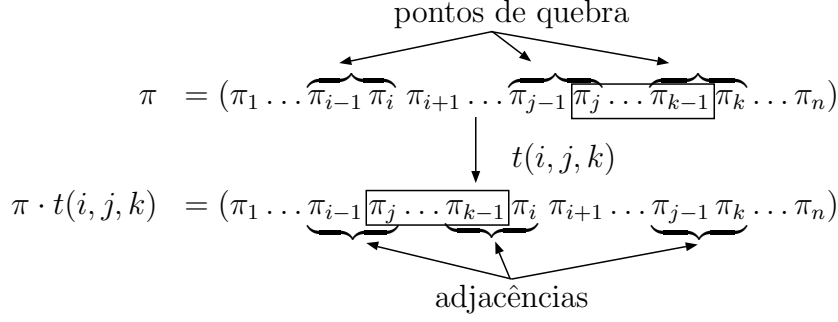 pontos de quebra
π = (π₁ … πᵢ₋₁ πᵢ πᵢ₊₁ … πⱼ₋₁ πⱼ … πₖ₋₁ πₖ … πₙ)
t(i, j, k)
π · t(i, j, k) = (π₁ … πᵢ₋₁ πⱼ … πₖ₋₁ πᵢ πᵢ₊₁ … πⱼ₋₁ πₖ … πₙ)
adjacências